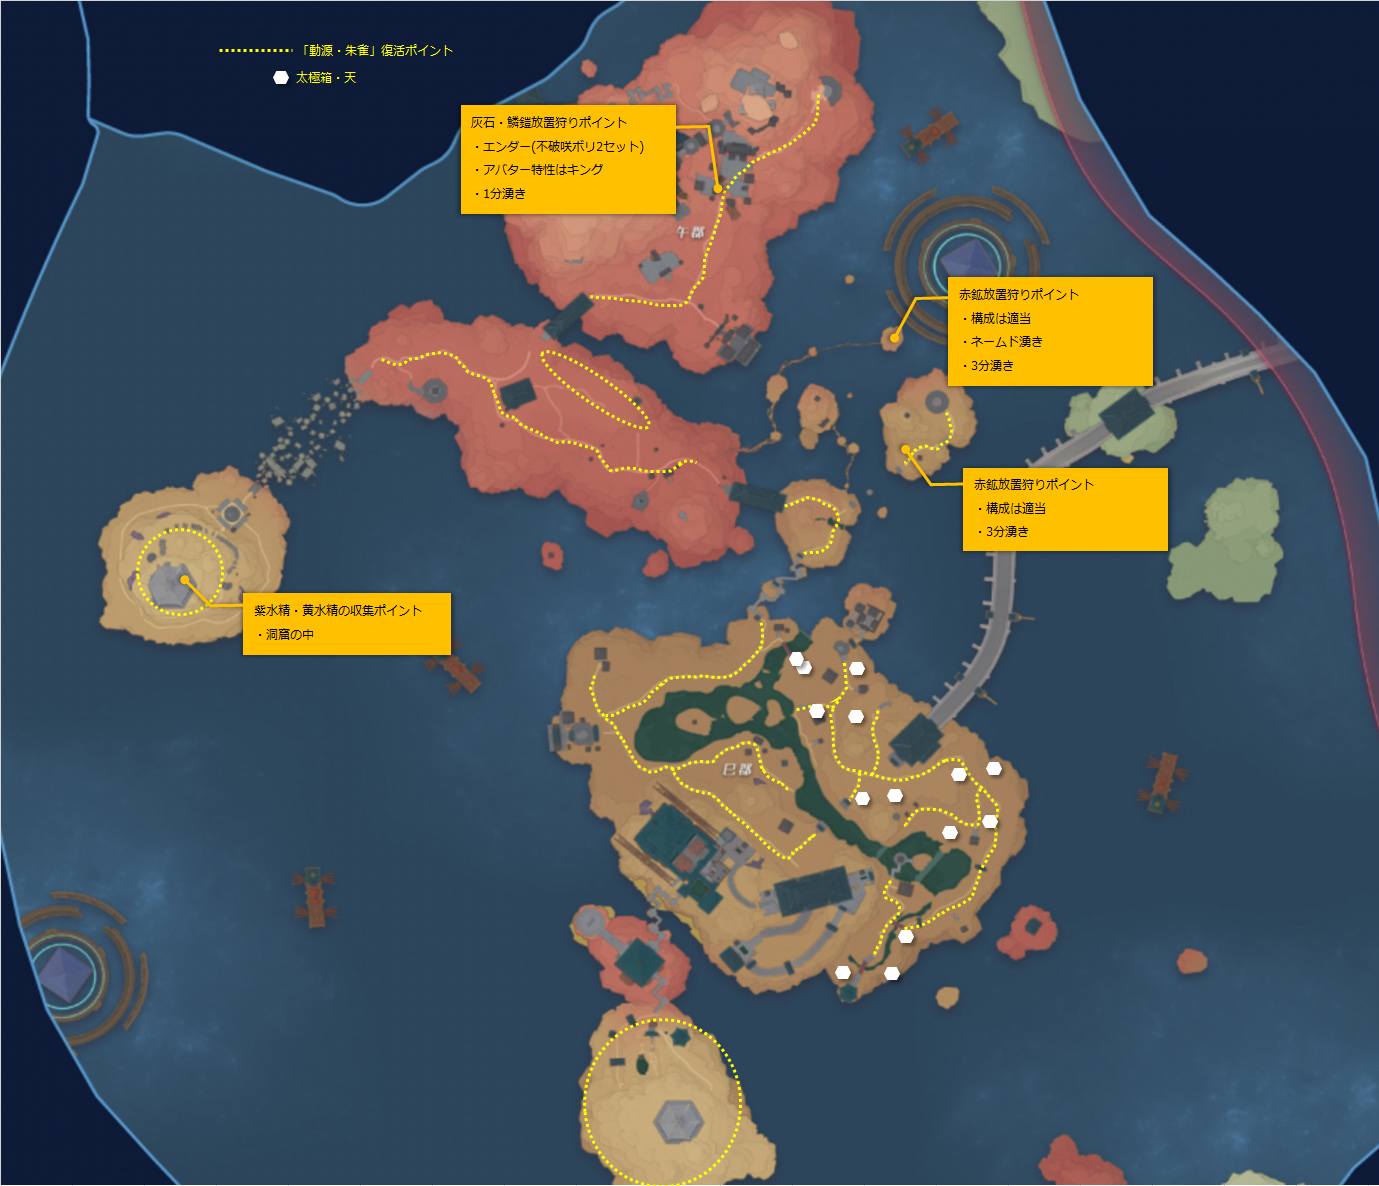 「動源・朱雀」復活ポイント
太極箱・天
灰石・鱗鎧放置狩りポイント
・エンダー(不破咲ポリ2セット)
・アバター特性はキング
・1分湧き
午都
赤鉱放置狩りポイント
・構成は適当
・ネームド湧き
・3分湧き
赤鉱放置狩りポイント
・構成は適当
・3分湧き
紫水精・黄水精の収集ポイント
・洞窟の中
巳都